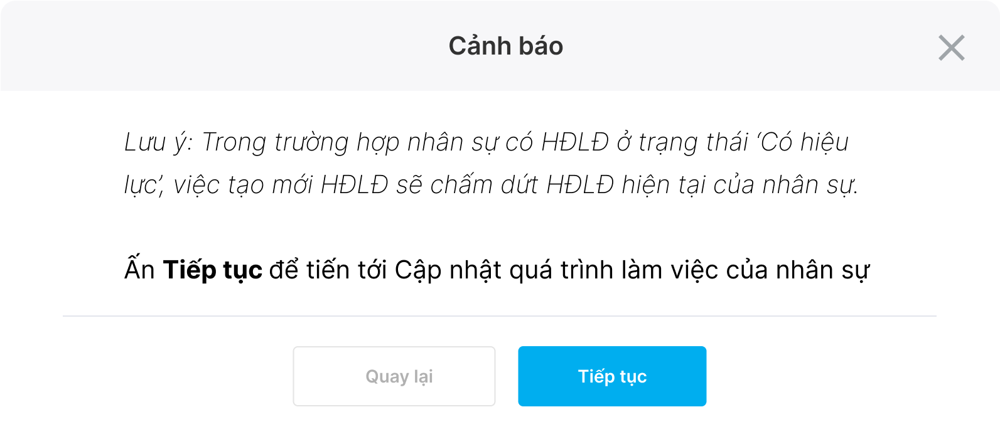 Cảnh báo
Lưu ý: Trong trường hợp nhân sự có HĐLĐ ở trạng thái ‘Có hiệu
lực’, việc tạo mới HĐLĐ sẽ chấm dứt HĐLĐ hiện tại của nhân sự.
Ấn Tiếp tục để tiến tới Cập nhật quá trình làm việc của nhân sự
Quay lại
Tiếp tục